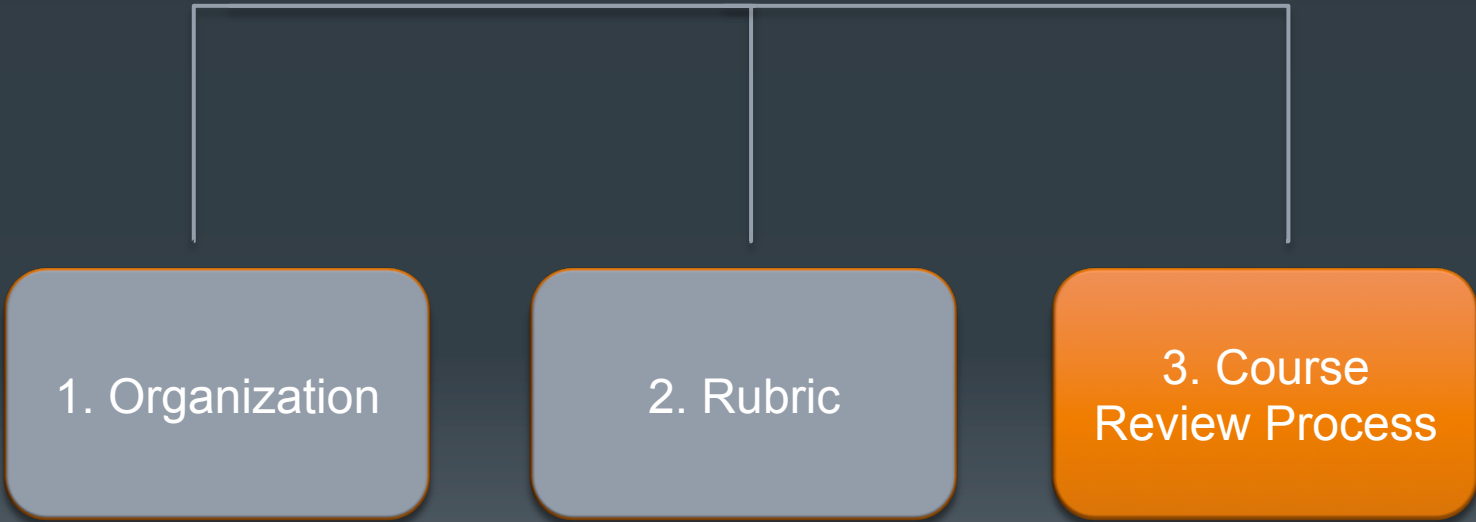 1. Organization
2. Rubric
3. Course
Review Process